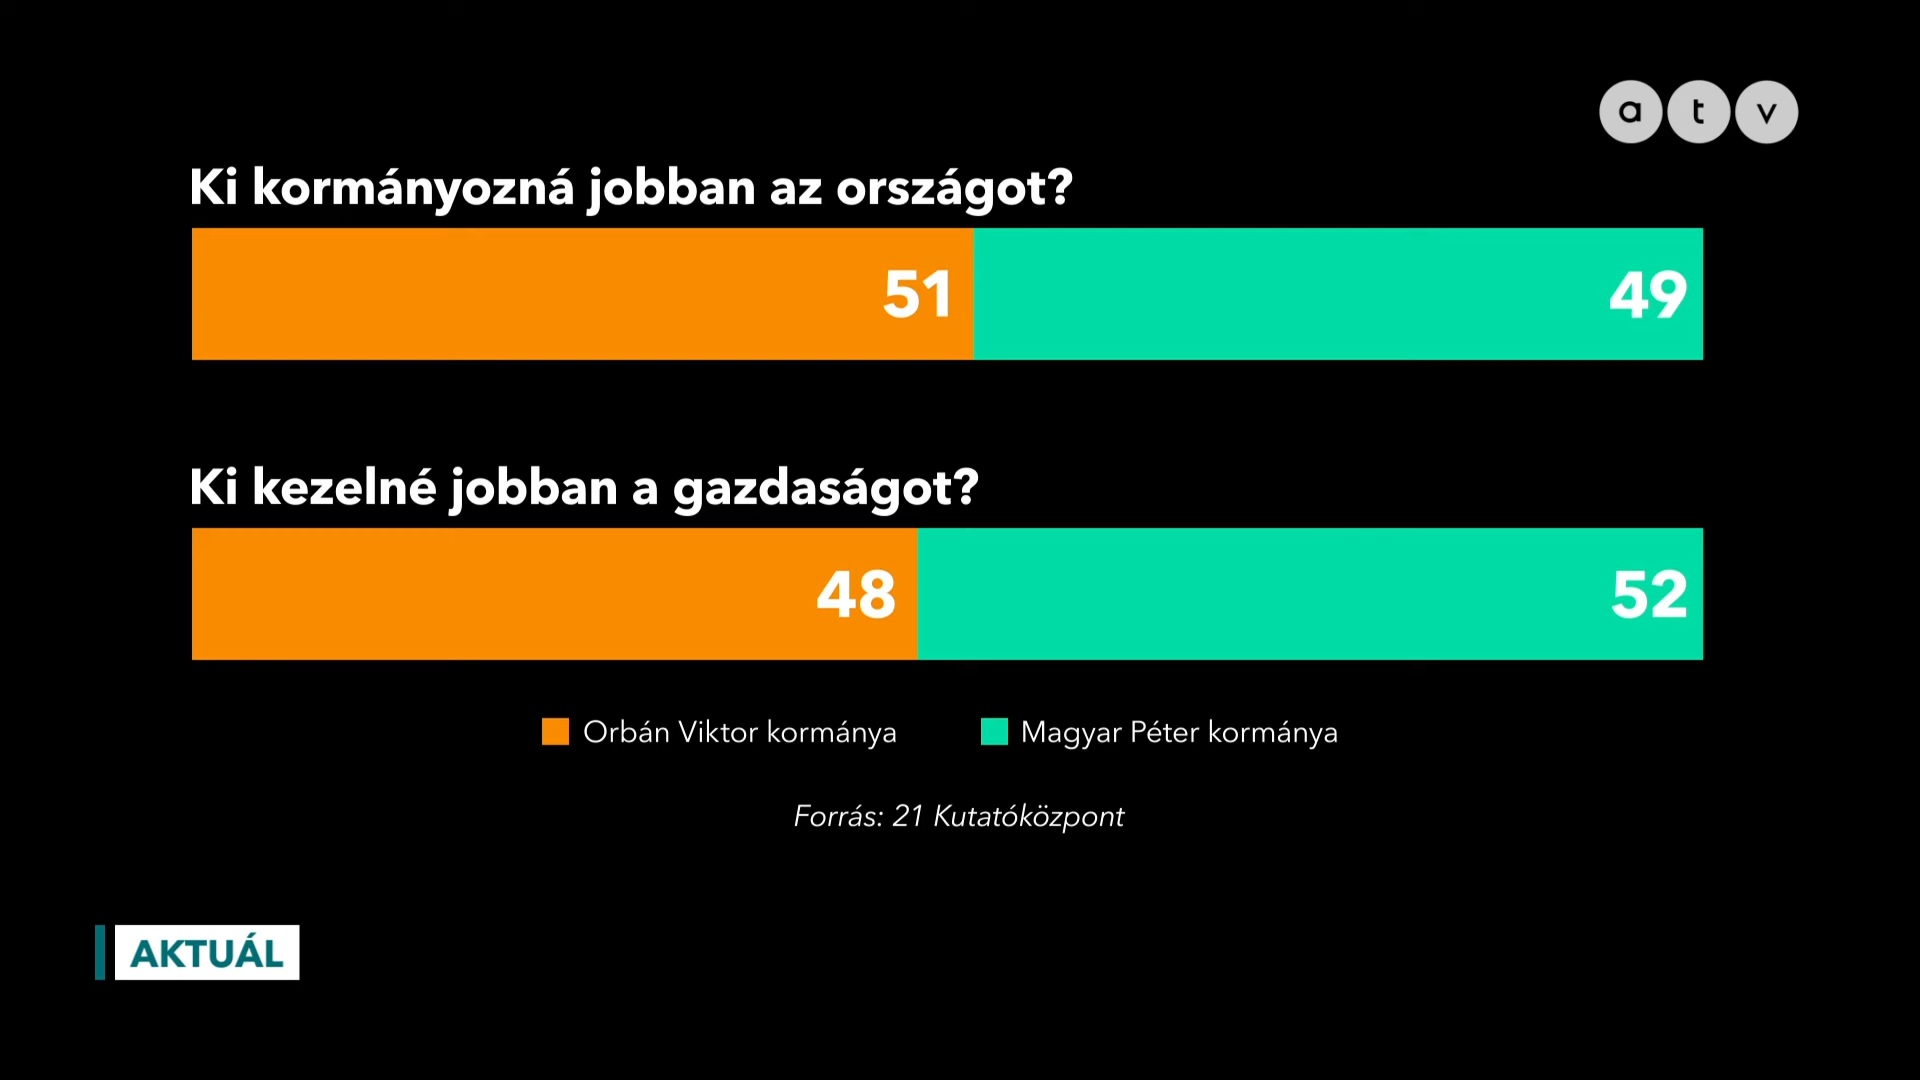 a t v
Ki kormányozná jobban az országot?
51 49
Ki kezelné jobban a gazdaságot?
48 52
Orbán Viktor kormánya Magyar Péter kormánya
Forrás: 21 Kutatóközpont
AKTUÁL